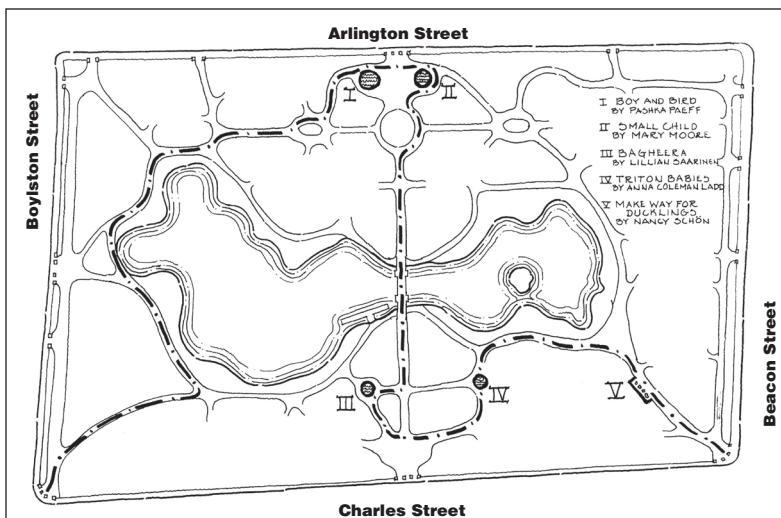 Arlington Street
Boylston Street
I
II
I BOY AND BIRD
BY PASHKA PAEFF
II SMALL CHILD
BY MARY MOORE
III BAGHEERA
BY LILLIAN SAARINEN
IV TRITON BABIES
BY ANNA COLEMAN LADD
V MAKE WAY FOR
DUCKLINGS
BY NANCY SCHÖN
Beacon Street
III
IV
V
Charles Street